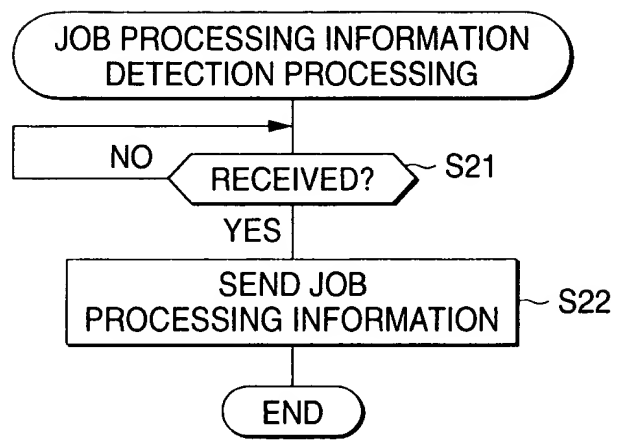 JOB PROCESSING INFORMATION
DETECTION PROCESSING
NO
RECEIVED?
S21
YES
SEND JOB
PROCESSING INFORMATION
S22
END